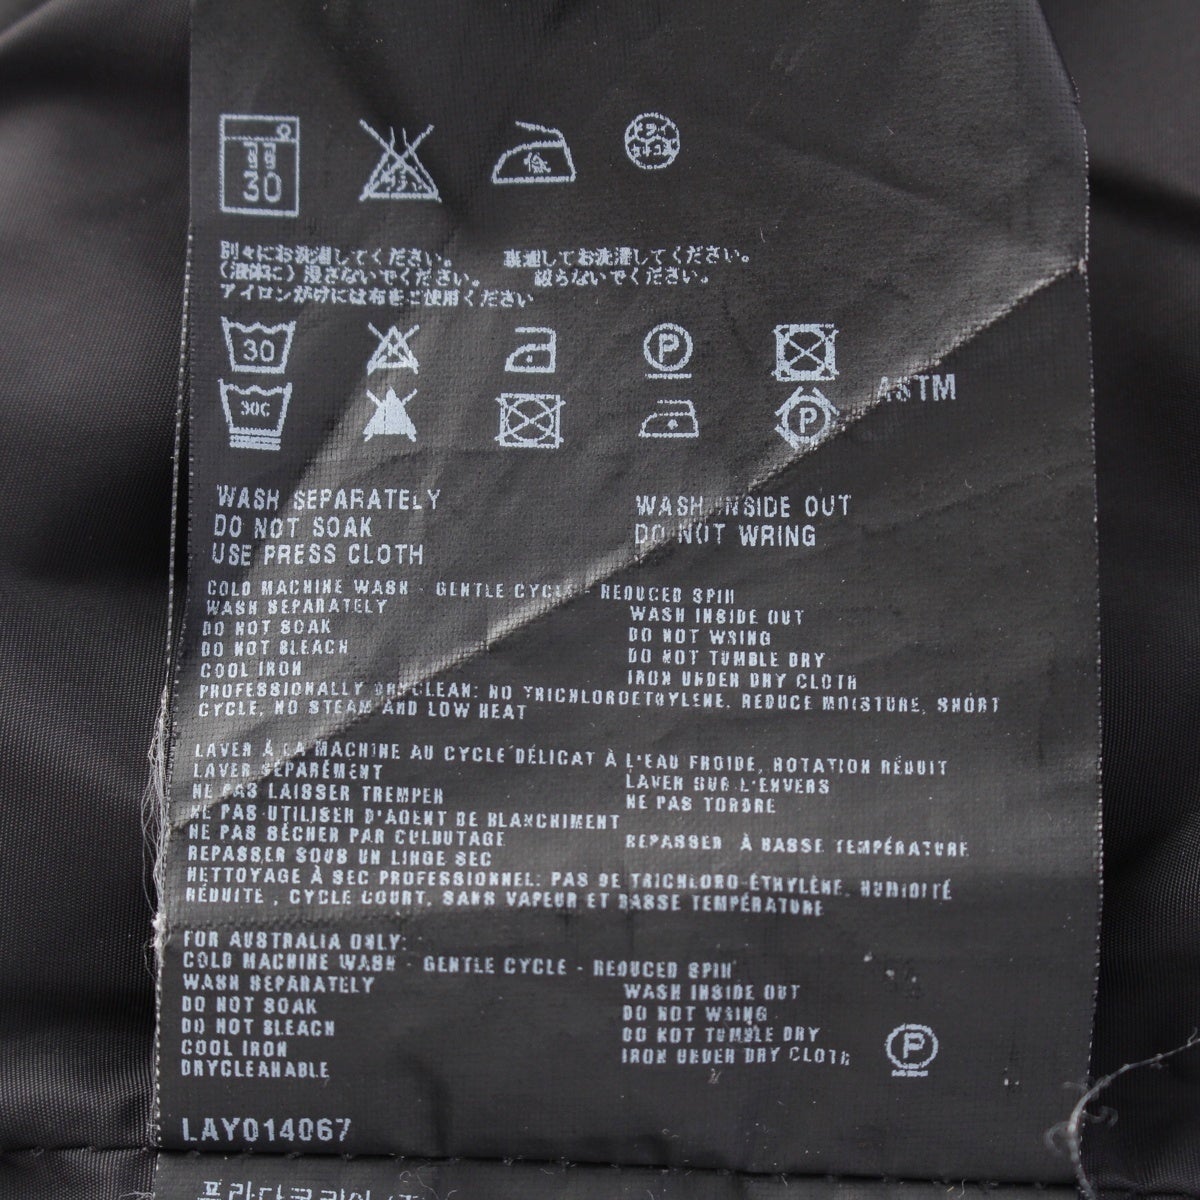 30
ドライ
別々にお洗濯してください。 裏返してお洗濯してください。
(液体に)浸さないでください。 絞らないでください。
アイロンがけには布をご使用ください
30 P
30C P ASTM
WASH SEPARATELY WASH INSIDE OUT
DO NOT SOAK DO NOT WRING
USE PRESS CLOTH
COLD MACHINE WASH - GENTLE CYCLE - REDUCED SPIN
WASH SEPARATELY WASH INSIDE OUT
DO NOT SOAK DO NOT WRING
DO NOT BLEACH DO NOT TUMBLE DRY
COOL IRON IRON UNDER DRY CLOTH
PROFESSIONALLY DRYCLEAN: NO TRICHLOROETHYLENE, REDUCE MOISTURE, SHORT
CYCLE, NO STEAM AND LOW HEAT
LAVER À LA MACHINE AU CYCLE DÉLICAT À L'EAU FROIDE, ROTATION RÉDUIT
LAVER SÉPARÉMENT LAVER SUR L'ENVERS
NE PAS LAISSER TREMPER NE PAS TORDRE
NE PAS UTILISER D'AGENT DE BLANCHIMENT
NE PAS SÉCHER PAR CULBUTAGE REPASSER À BASSE TEMPÉRATURE
REPASSER SOUS UN LINGE SEC
NETTOYAGE À SEC PROFESSIONNEL: PAS DE TRICHLORO-ÉTHYLÈNE, HUMIDITÉ
RÉDUITE, CYCLE COURT, SANS VAPEUR ET BASSE TEMPÉRATURE
FOR AUSTRALIA ONLY:
COLD MACHINE WASH - GENTLE CYCLE - REDUCED SPIN
WASH SEPARATELY WASH INSIDE OUT
DO NOT SOAK DO NOT WRING
DO NOT BLEACH DO NOT TUMBLE DRY
COOL IRON IRON UNDER DRY CLOTH P
DRYCLEANABLE
LAY014067
프라다코리아